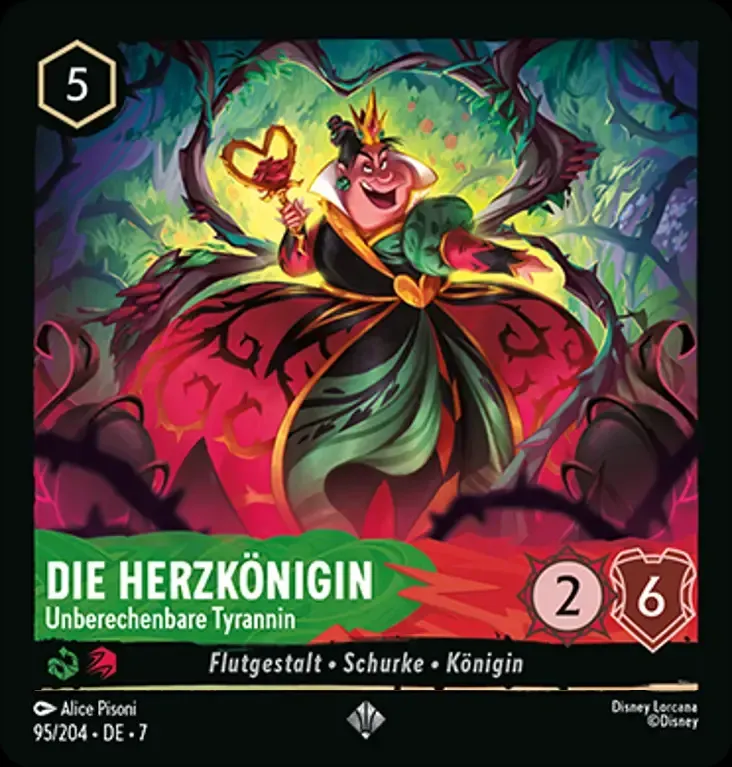 5
DIE HERZKÖNIGIN
Unberechenbare Tyrannin
2
6
Flutgestalt • Schurke • Königin
Alice Pisoni
95/204 • DE • 7
Disney Lorcana
©Disney